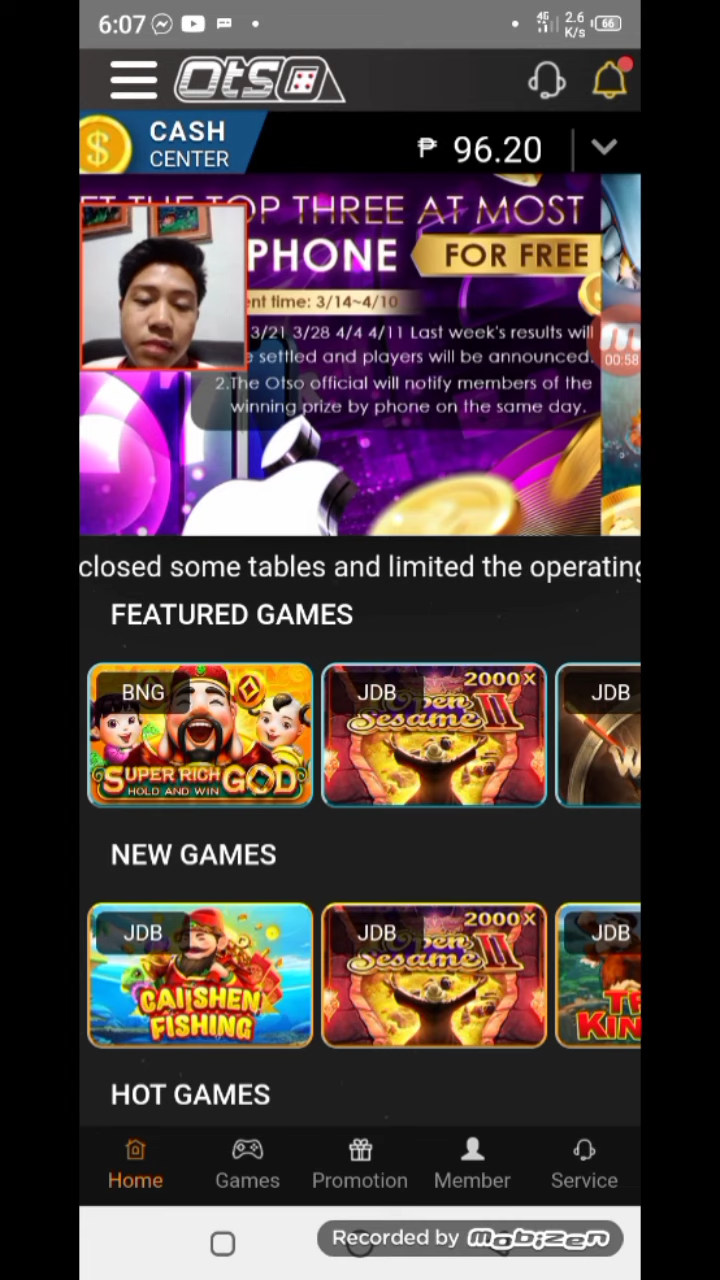 6:07
4G 2.6 K/s 66
OtSO
CASH
CENTER
₱ 96.20
THE TOP THREE AT MOST
PHONE FOR FREE
time: 3/14~4/10
3/21 3/28 4/4 4/11 Last week's results will
settled and players will be announced.
00:58
2.The Otso official will notify members of the
winning prize by phone on the same day.
closed some tables and limited the operating
FEATURED GAMES
BNG
SUPER RICH GOD
HOLD AND WIN
JDB
2000X
Open
Sesame II
JDB
NEW GAMES
JDB
CAISHEN
FISHING
JDB
2000X
Open
Sesame II
JDB
HOT GAMES
Home Games Promotion Member Service
Recorded by mobizen